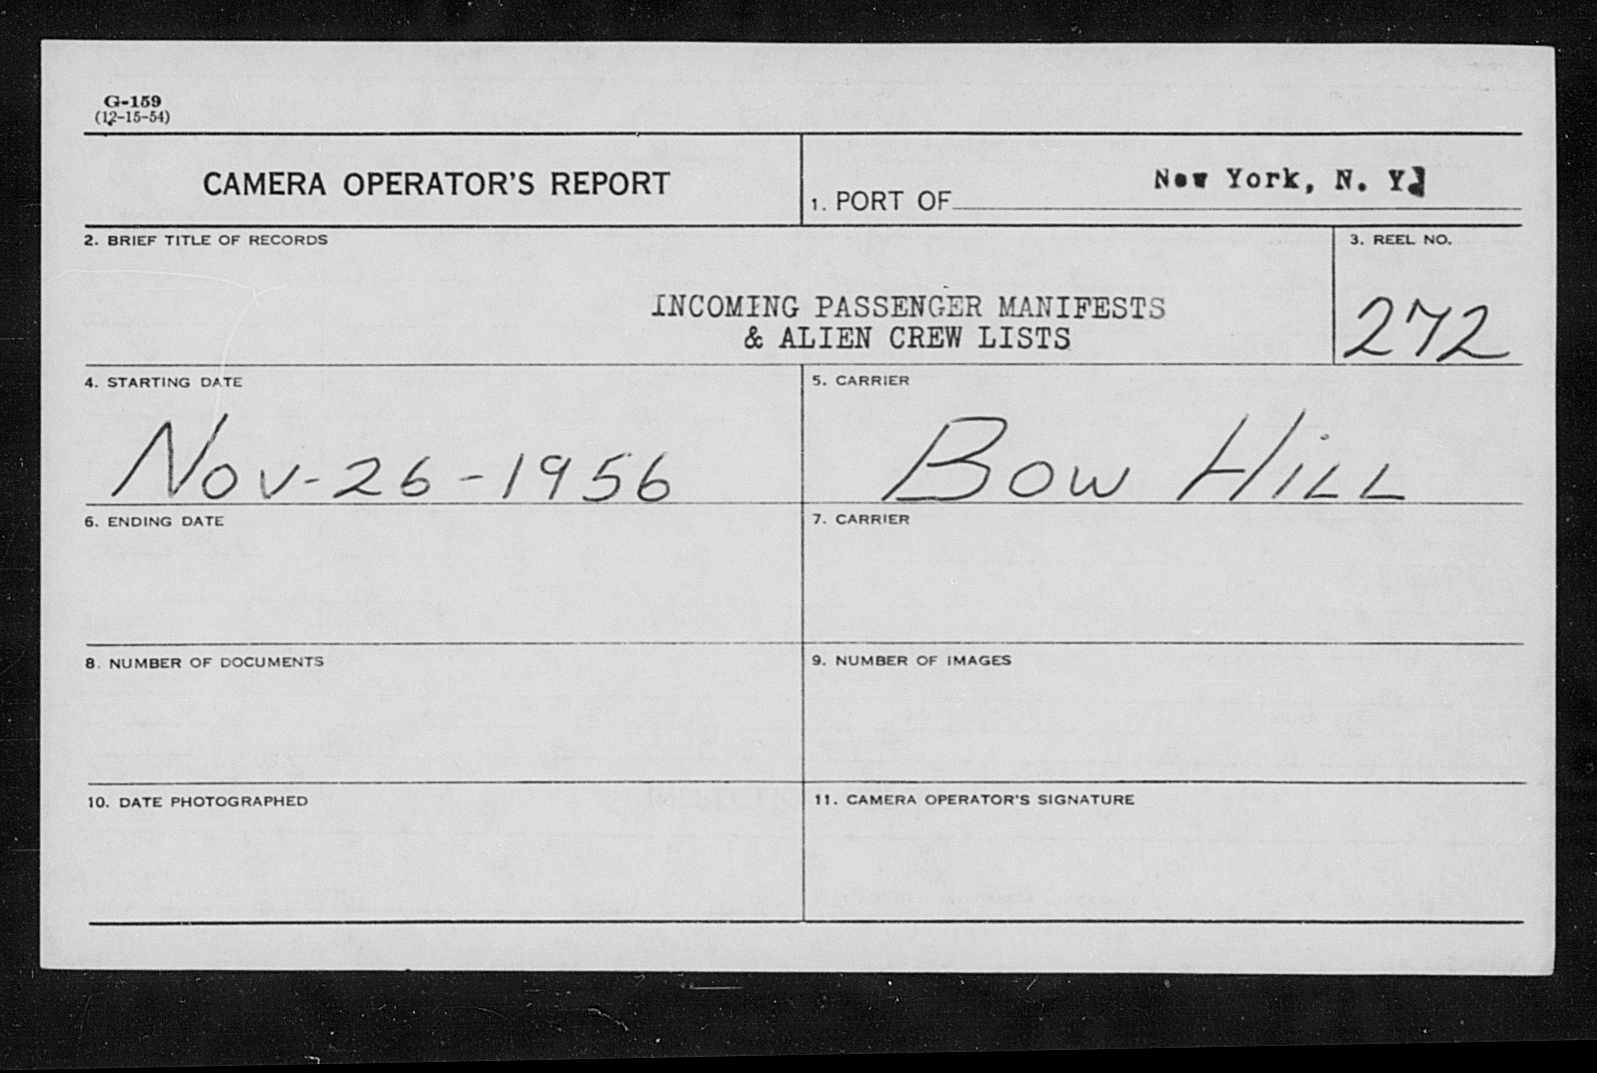 G-159
(12-15-54)
CAMERA OPERATOR'S REPORT
1. PORT OF New York, N. Y.
2. BRIEF TITLE OF RECORDS
INCOMING PASSENGER MANIFESTS
& ALIEN CREW LISTS
3. REEL NO.
272
4. STARTING DATE
Nov-26-1956
5. CARRIER
BOW HILL
6. ENDING DATE
7. CARRIER
8. NUMBER OF DOCUMENTS
9. NUMBER OF IMAGES
10. DATE PHOTOGRAPHED
11. CAMERA OPERATOR'S SIGNATURE